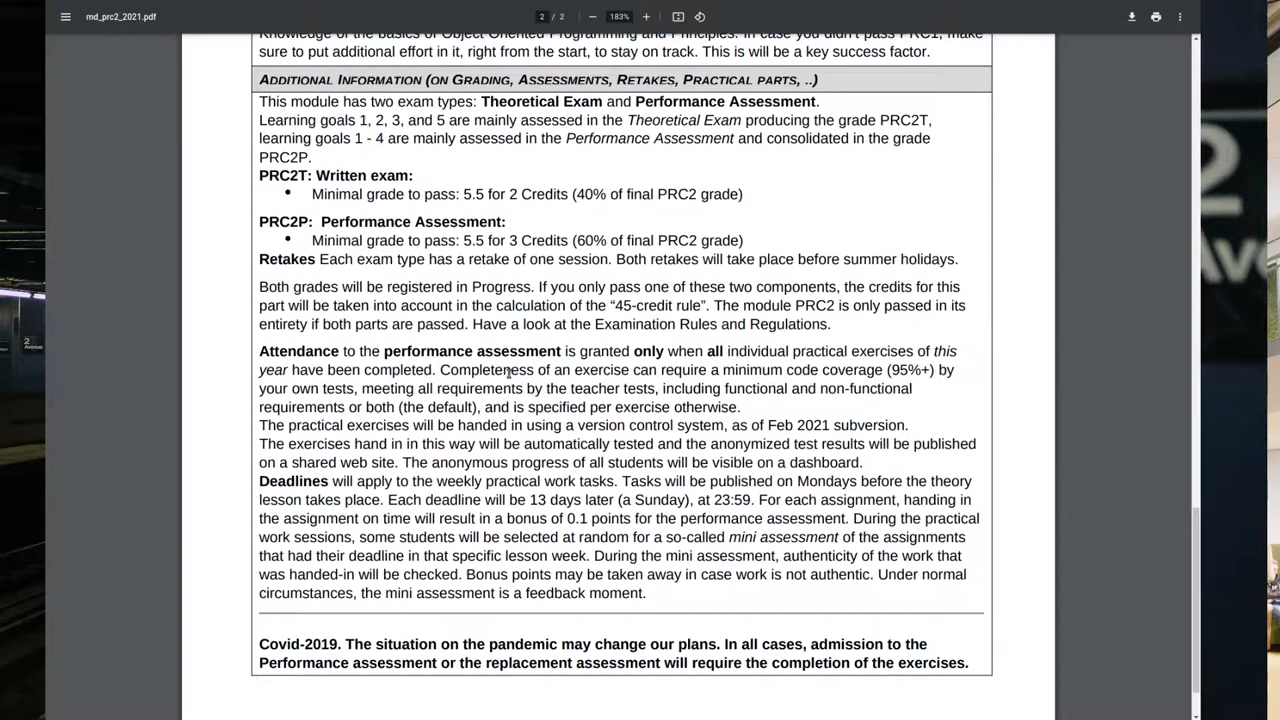 md_prc2_2021.pdf
2 / 2
183%
Knowledge of the basics of Object Oriented Programming and Principles. In case you didn't pass PRC1, make
sure to put additional effort in it, right from the start, to stay on track. This is will be a key success factor.
ADDITIONAL INFORMATION (ON GRADING, ASSESSMENTS, RETAKES, PRACTICAL PARTS, ..)
This module has two exam types: Theoretical Exam and Performance Assessment.
Learning goals 1, 2, 3, and 5 are mainly assessed in the Theoretical Exam producing the grade PRC2T,
learning goals 1 - 4 are mainly assessed in the Performance Assessment and consolidated in the grade
PRC2P.
PRC2T: Written exam:
• Minimal grade to pass: 5.5 for 2 Credits (40% of final PRC2 grade)
PRC2P: Performance Assessment:
• Minimal grade to pass: 5.5 for 3 Credits (60% of final PRC2 grade)
Retakes Each exam type has a retake of one session. Both retakes will take place before summer holidays.
Both grades will be registered in Progress. If you only pass one of these two components, the credits for this
part will be taken into account in the calculation of the “45-credit rule”. The module PRC2 is only passed in its
entirety if both parts are passed. Have a look at the Examination Rules and Regulations.
Attendance to the performance assessment is granted only when all individual practical exercises of this
year have been completed. Completeness of an exercise can require a minimum code coverage (95%+) by
your own tests, meeting all requirements by the teacher tests, including functional and non-functional
requirements or both (the default), and is specified per exercise otherwise.
The practical exercises will be handed in using a version control system, as of Feb 2021 subversion.
The exercises hand in in this way will be automatically tested and the anonymized test results will be published
on a shared web site. The anonymous progress of all students will be visible on a dashboard.
Deadlines will apply to the weekly practical work tasks. Tasks will be published on Mondays before the theory
lesson takes place. Each deadline will be 13 days later (a Sunday), at 23:59. For each assignment, handing in
the assignment on time will result in a bonus of 0.1 points for the performance assessment. During the practical
work sessions, some students will be selected at random for a so-called mini assessment of the assignments
that had their deadline in that specific lesson week. During the mini assessment, authenticity of the work that
was handed-in will be checked. Bonus points may be taken away in case work is not authentic. Under normal
circumstances, the mini assessment is a feedback moment.
Covid-2019. The situation on the pandemic may change our plans. In all cases, admission to the
Performance assessment or the replacement assessment will require the completion of the exercises.
2
Av
2